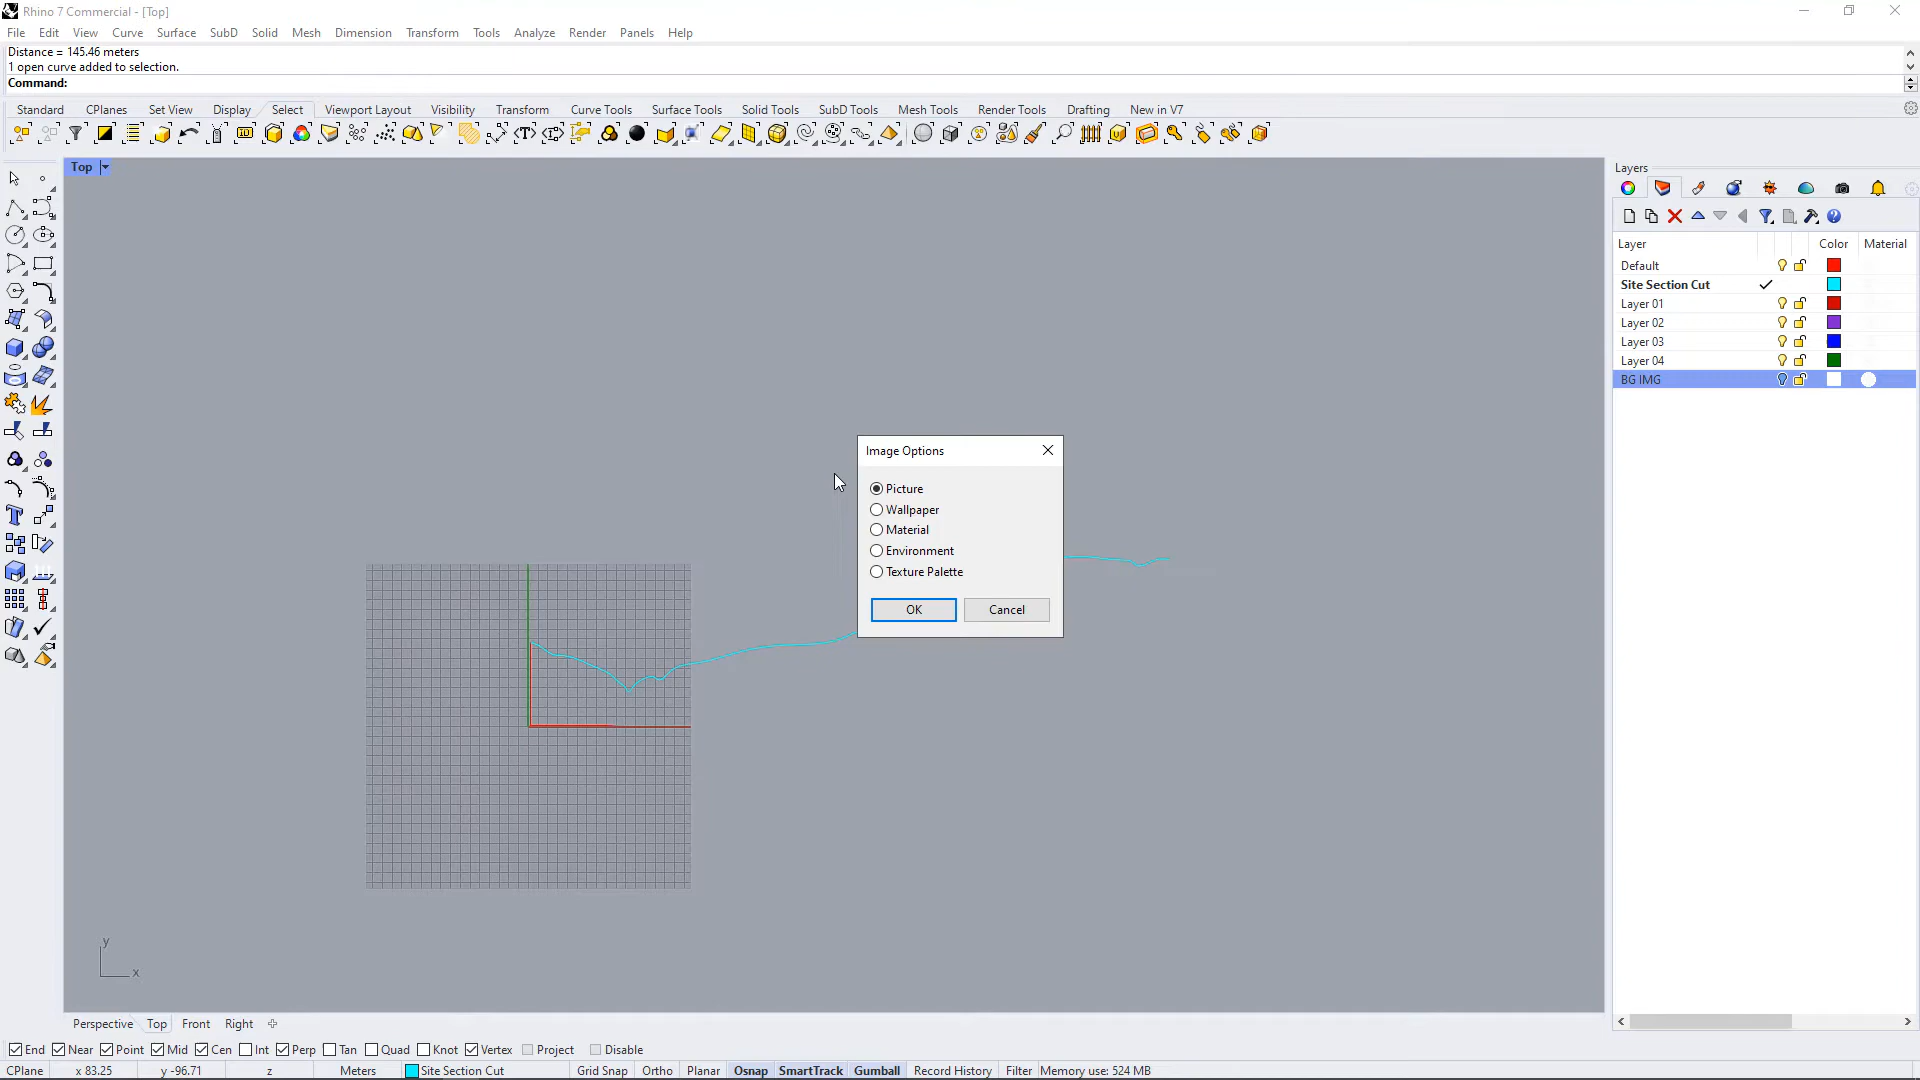 Rhino 7 Commercial - [Top]
File Edit View Curve Surface SubD Solid Mesh Dimension Transform Tools Analyze Render Panels Help
Distance = 145.46 meters
1 open curve added to selection.
Command:
Standard CPlanes Set View Display Select Viewport Layout Visibility Transform Curve Tools Surface Tools Solid Tools SubD Tools Mesh Tools Render Tools Drafting New in V7
Top
Layers
Layer Color Material
Default
Site Section Cut
Layer 01
Layer 02
Layer 03
Layer 04
BG IMG
Image Options
Picture
Wallpaper
Material
Environment
Texture Palette
OK Cancel
y
x
Perspective Top Front Right
End Near Point Mid Cen Int Perp Tan Quad Knot Vertex Project Disable
CPlane x 83.25 y -96.71 z Meters Site Section Cut Grid Snap Ortho Planar Osnap SmartTrack Gumball Record History Filter Memory use: 524 MB